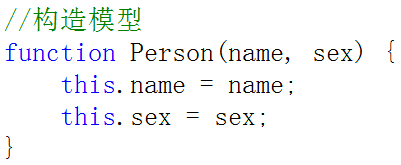 //构造模型
function Person(name, sex) {
    this.name = name;
    this.sex = sex;
}